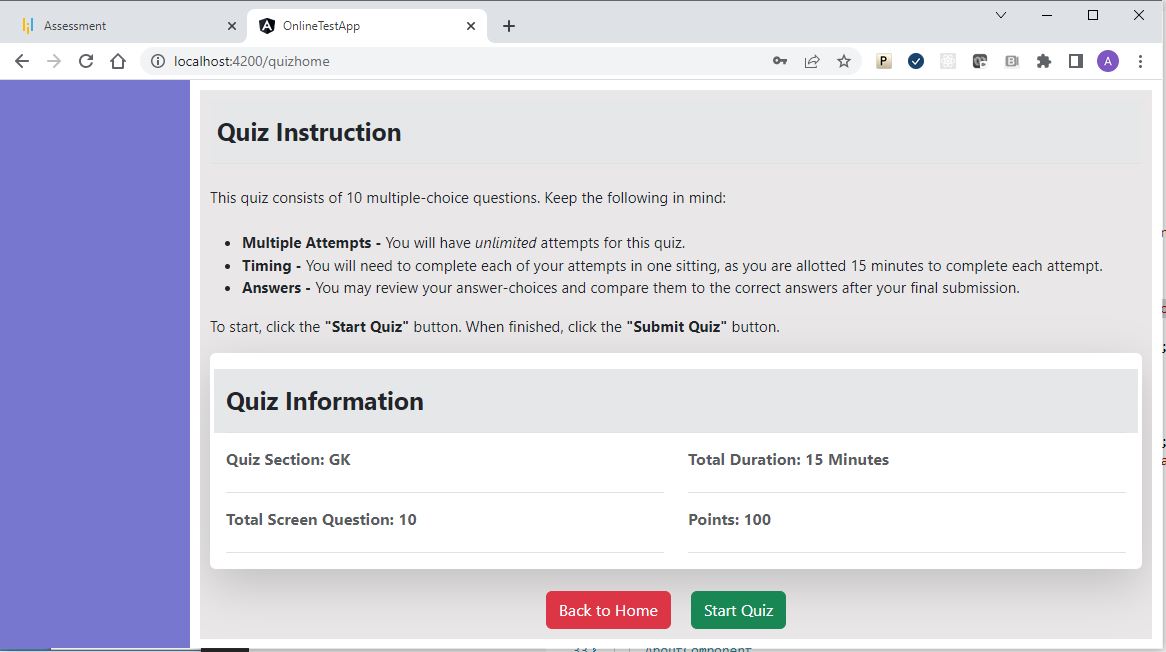 Assessment
OnlineTestApp
localhost:4200/quizhome
P
B
A
Quiz Instruction
This quiz consists of 10 multiple-choice questions. Keep the following in mind:
Multiple Attempts - You will have unlimited attempts for this quiz.
Timing - You will need to complete each of your attempts in one sitting, as you are allotted 15 minutes to complete each attempt.
Answers - You may review your answer-choices and compare them to the correct answers after your final submission.
To start, click the "Start Quiz" button. When finished, click the "Submit Quiz" button.
Quiz Information
Quiz Section: GK
Total Duration: 15 Minutes
Total Screen Question: 10
Points: 100
Back to Home
Start Quiz
AboutComponent